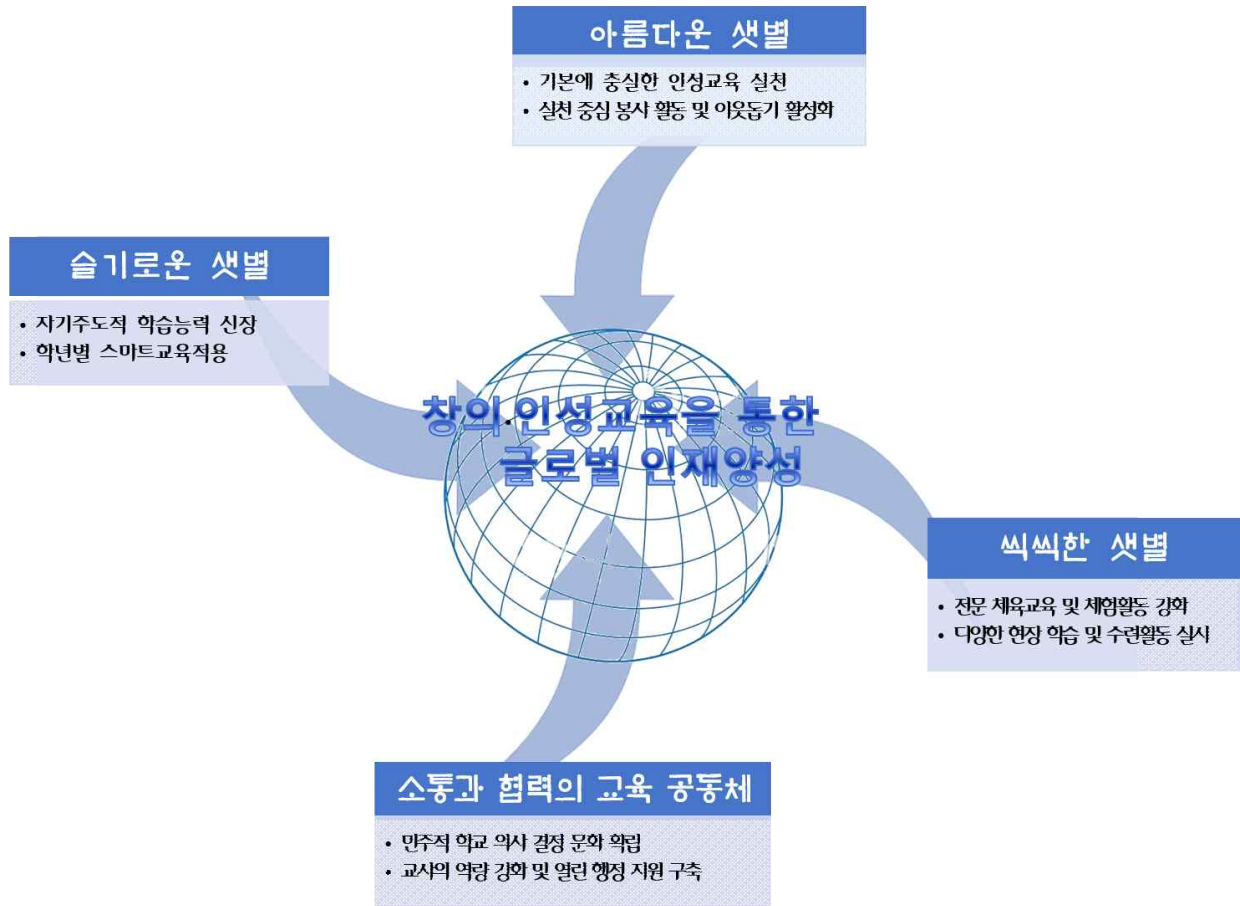 아름다운 샛별
• 기본에 충실한 인성교육 실천
• 실천 중심 봉사 활동 및 이웃돕기 활성화
슬기로운 샛별
• 자기주도적 학습능력 신장
• 학년별 스마트교육적용
창의.인성교육을 통한
글로벌 인재양성
씩씩한 샛별
• 전문 체육교육 및 체험활동 강화
• 다양한 현장 학습 및 수련활동 실시
소통과 협력의 교육 공동체
• 민주적 학교 의사 결정 문화 확립
• 교사의 역량 강화 및 열린 행정 지원 구축